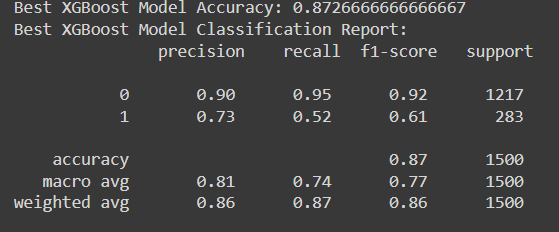 Best XGBoost Model Accuracy: 0.8726666666666667
Best XGBoost Model Classification Report:
precision recall f1-score support
0 0.90 0.95 0.92 1217
1 0.73 0.52 0.61 283
accuracy 0.87 1500
macro avg 0.81 0.74 0.77 1500
weighted avg 0.86 0.87 0.86 1500